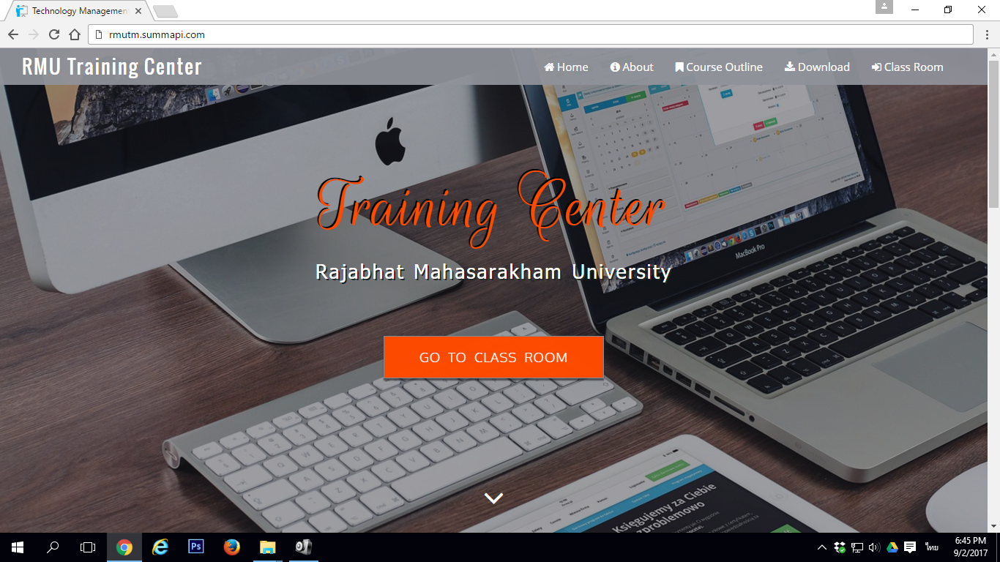 Technology Managemen
rmutm.summapi.com
RMU Training Center
Home
About
Course Outline
Download
Class Room
Training Center
Rajabhat Mahasarakham University
GO TO CLASS ROOM
MacBook Pro
Księgujemy za Ciebie
zproblemowo
Ps
ไทย
6:45 PM
9/2/2017